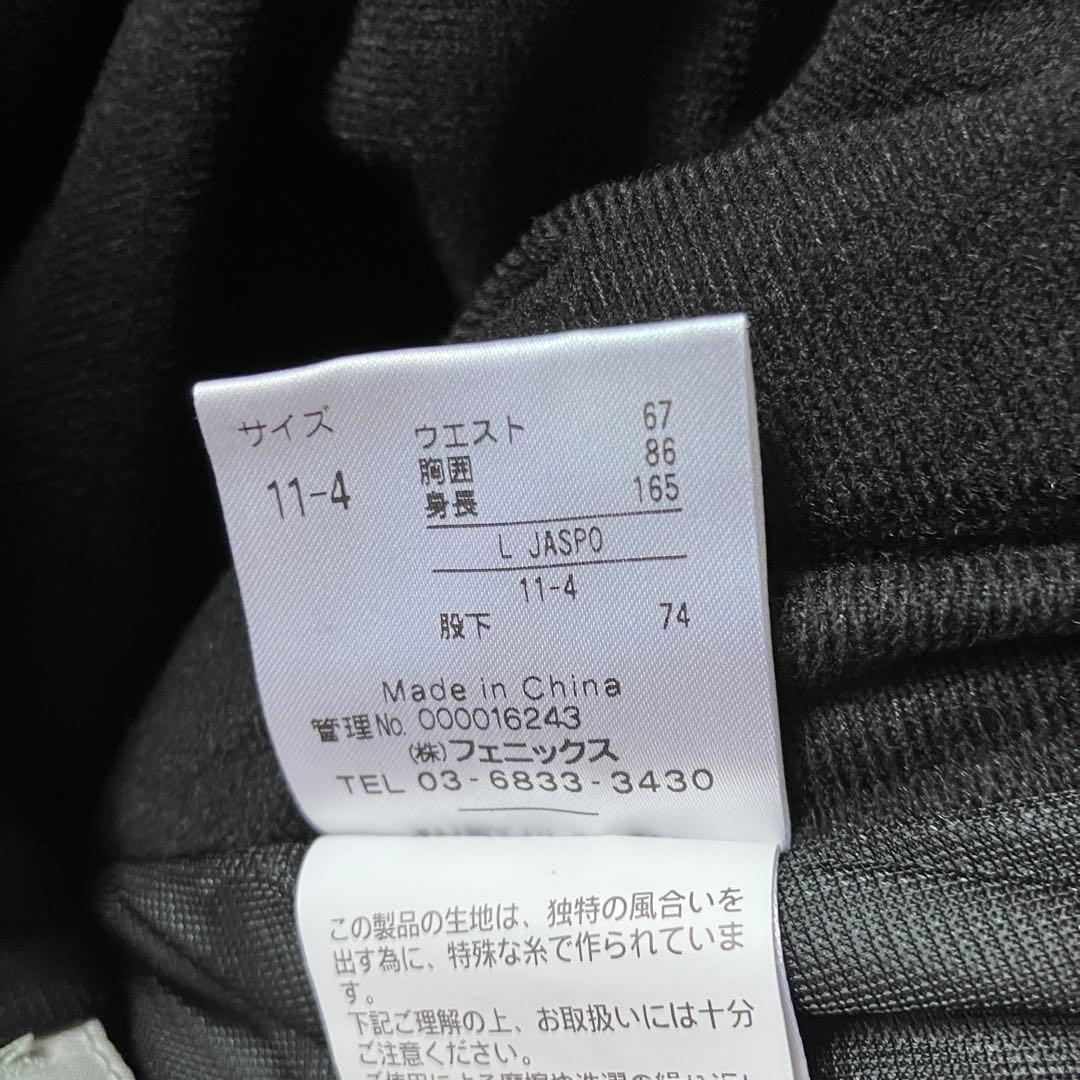 サイズ
11-4
ウエスト 67
胸囲 86
身長 165
L JASPO
11-4
股下 74
Made in China
管理No. 000016243
(株)フェニックス
TEL 03-6833-3430
この製品の生地は、独特の風合いを
出す為に、特殊な糸で作られていま
す。
下記ご理解の上、お取扱いには十分
ご注意ください。